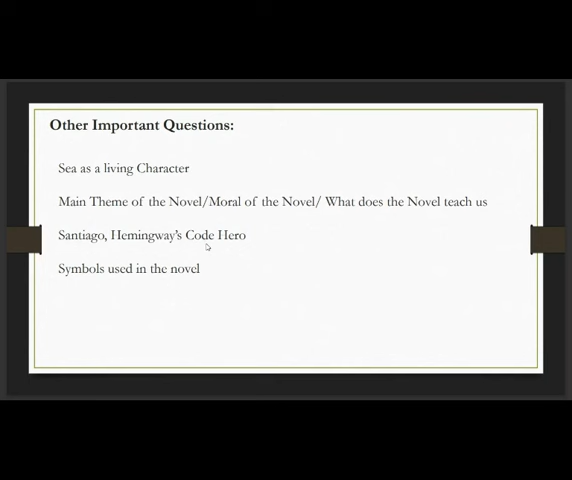 Other Important Questions:
Sea as a living Character
Main Theme of the Novel/Moral of the Novel/ What does the Novel teach us
Santiago, Hemingway's Code Hero
Symbols used in the novel